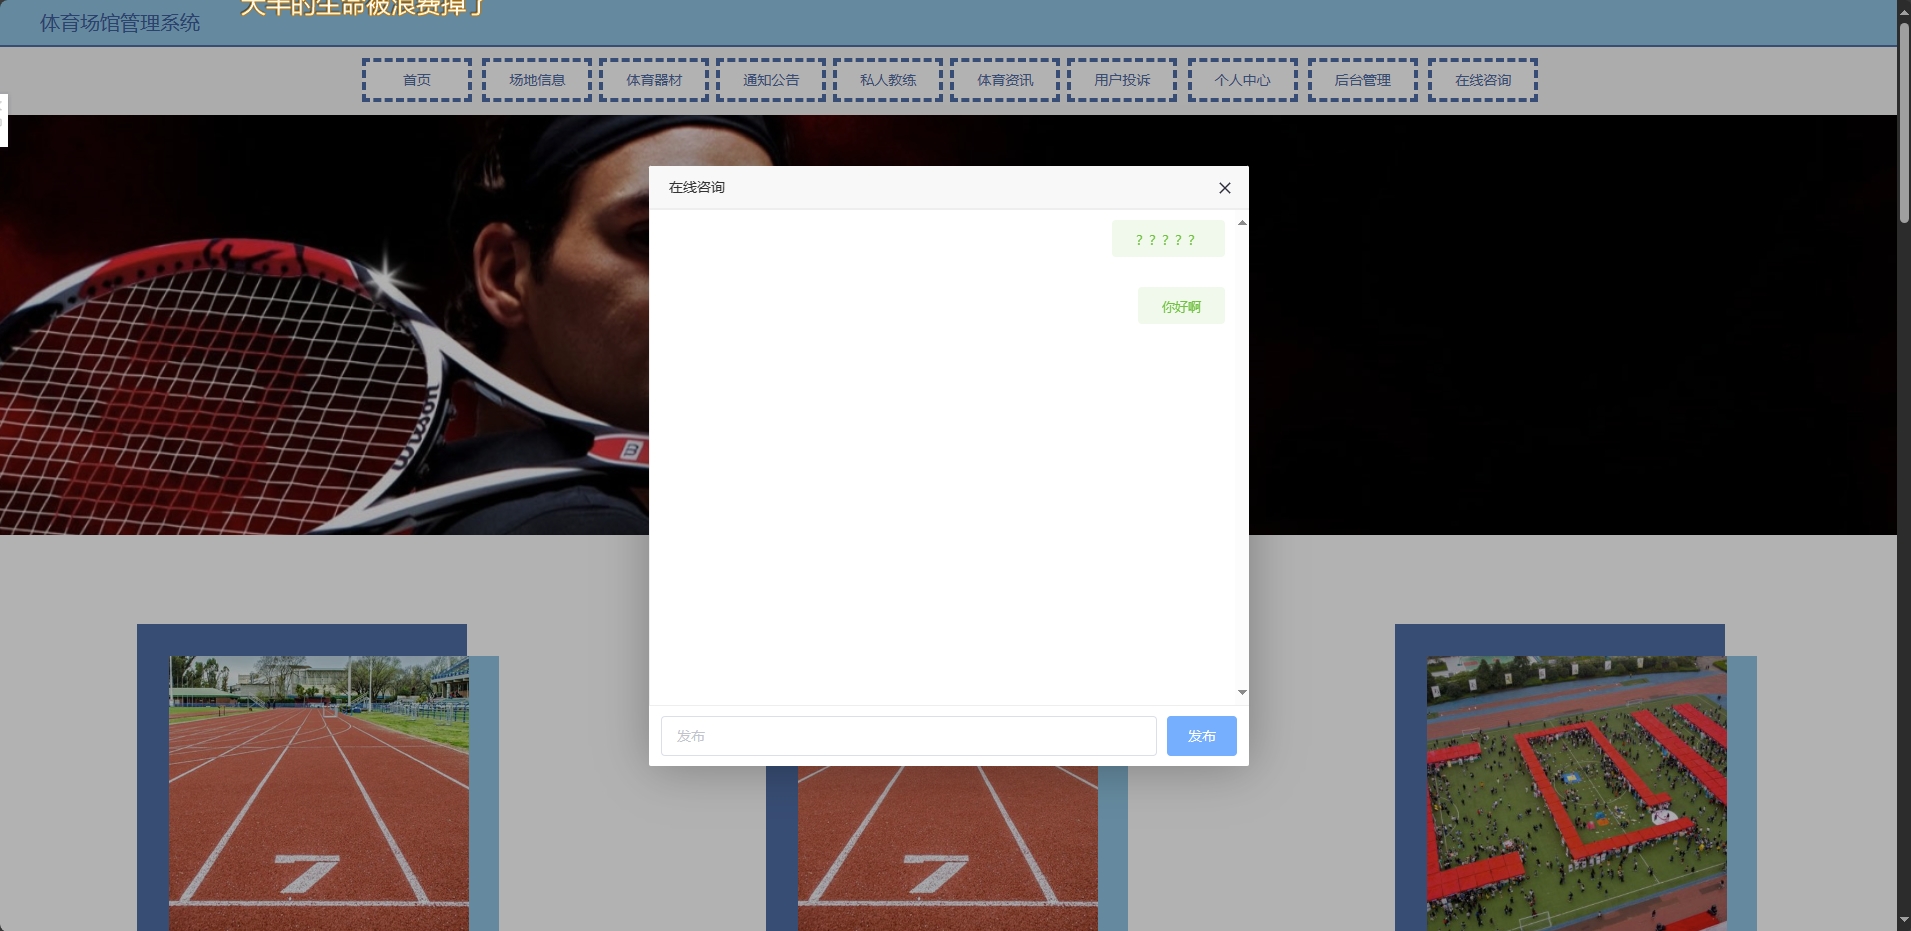 大半的生命被浪费掉了
体育场馆管理系统
首页 场地信息 体育器材 通知公告 私人教练 体育资讯 用户投诉 个人中心 后台管理 在线咨询
在线咨询
？？？？？
你好啊
Wilson
发布 发布
7 7